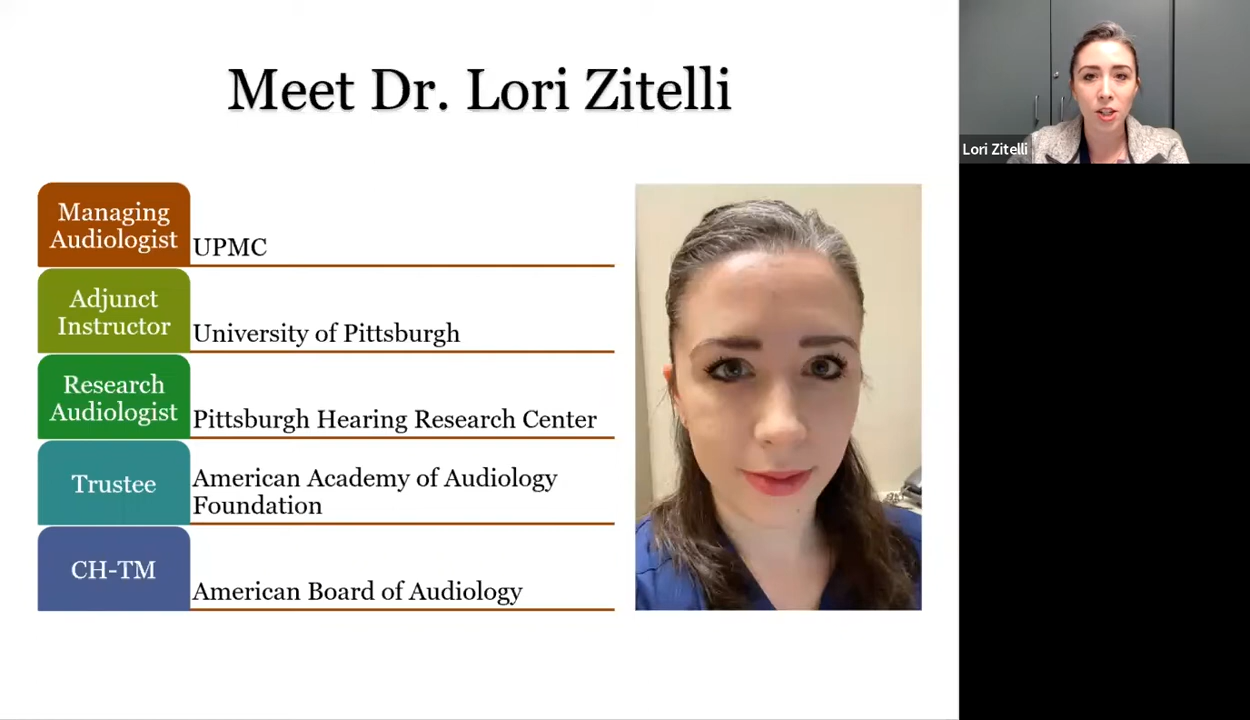 Meet Dr. Lori Zitelli
Lori Zitelli
Managing
Audiologist
UPMC
Adjunct
Instructor
University of Pittsburgh
Research
Audiologist
Pittsburgh Hearing Research Center
Trustee
American Academy of Audiology
Foundation
CH-TM
American Board of Audiology